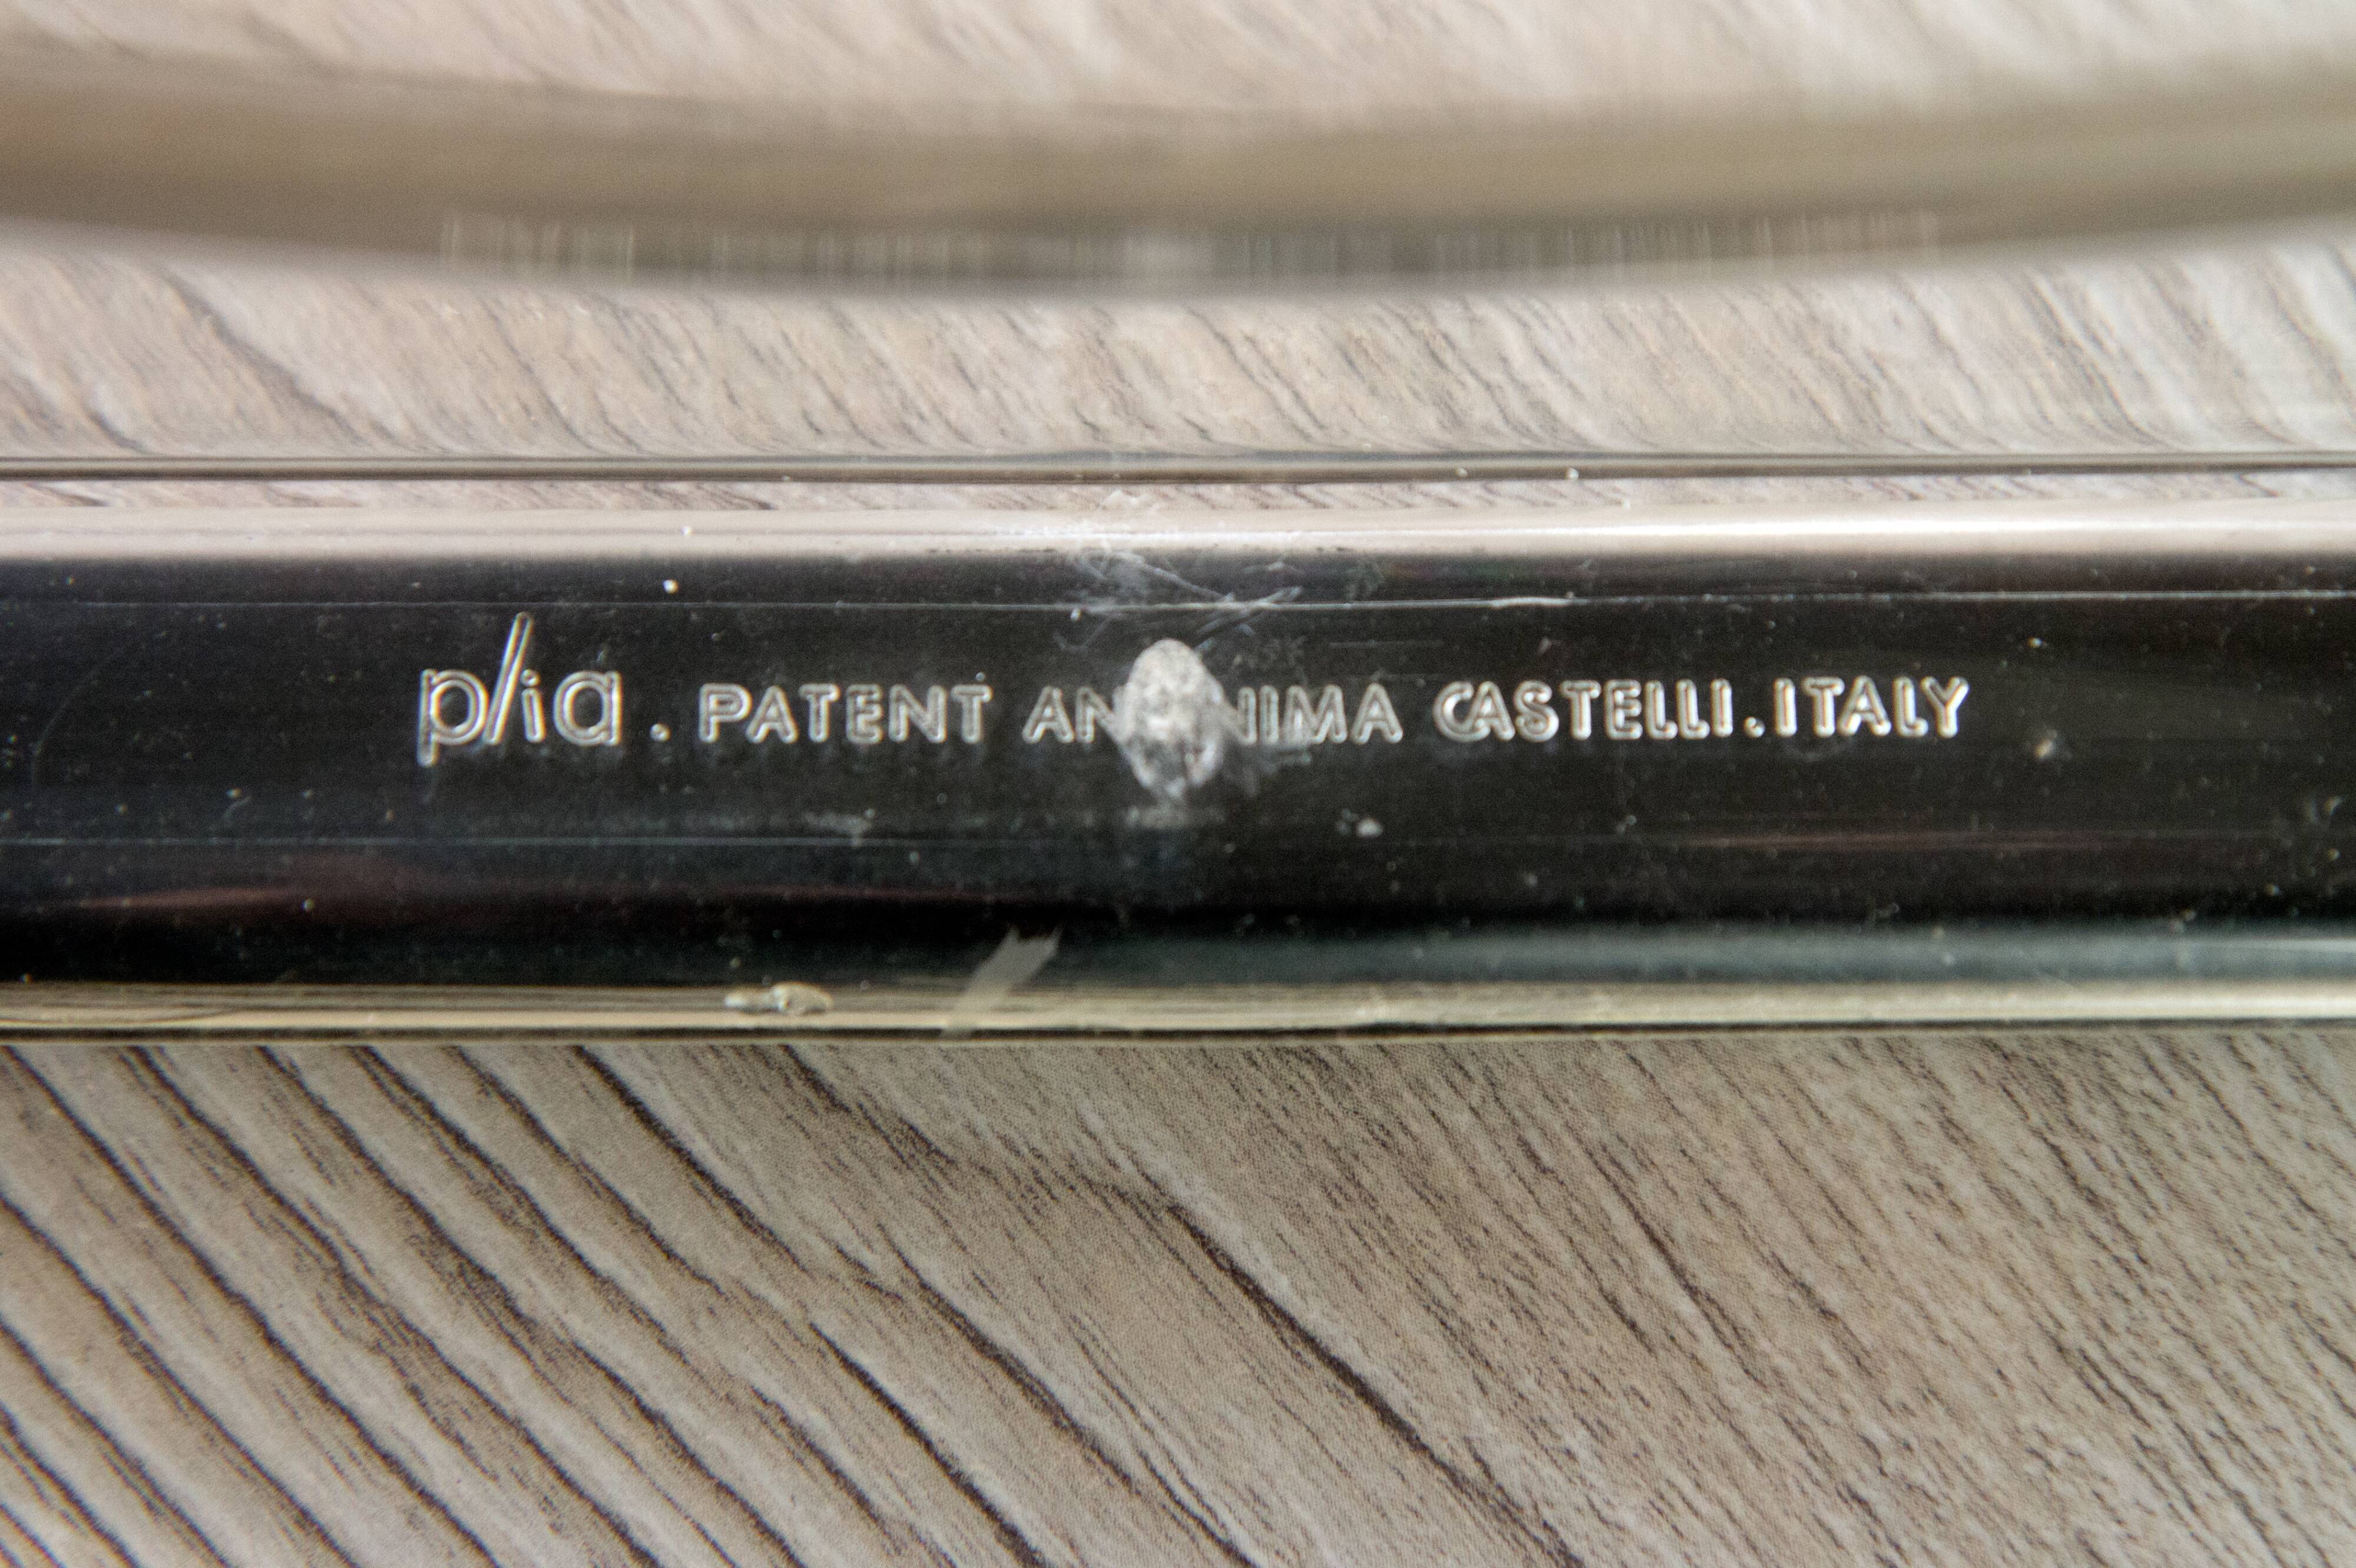 p/ia. PATENT CASTELLI. ITALY